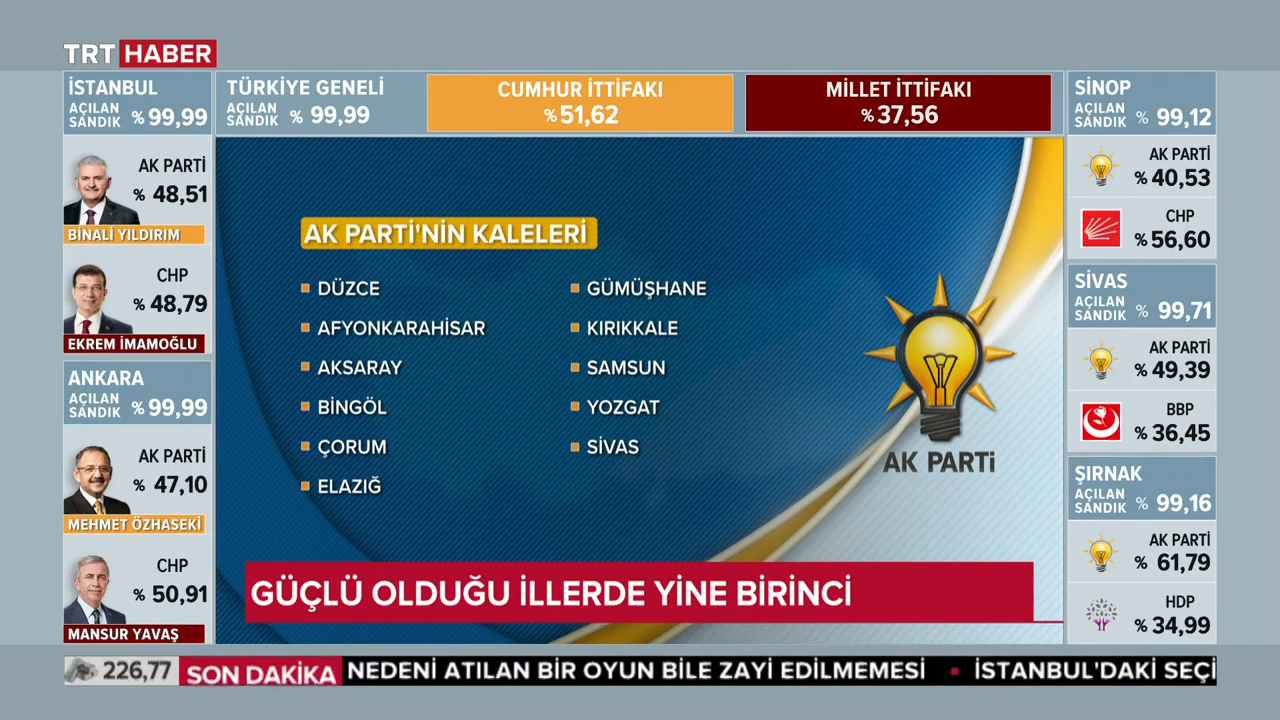 TRT HABER
İSTANBUL
AÇILAN
SANDIK % 99,99
AK PARTİ
% 48,51
BİNALİ YILDIRIM
CHP
% 48,79
EKREM İMAMOĞLU
ANKARA
AÇILAN
SANDIK % 99,99
AK PARTİ
% 47,10
MEHMET ÖZHASEKİ
CHP
% 50,91
MANSUR YAVAŞ
TÜRKİYE GENELİ
AÇILAN
SANDIK % 99,99
CUMHUR İTTİFAKI
% 51,62
MİLLET İTTİFAKI
% 37,56
AK PARTİ'NİN KALELERİ
DÜZCE
AFYONKARAHİSAR
AKSARAY
BİNGÖL
ÇORUM
ELAZIĞ
GÜMÜŞHANE
KIRIKKALE
SAMSUN
YOZGAT
SİVAS
AK PARTi
GÜÇLÜ OLDUĞU İLLERDE YİNE BİRİNCİ
SİNOP
AÇILAN
SANDIK % 99,12
AK PARTİ
% 40,53
CHP
% 56,60
SİVAS
AÇILAN
SANDIK % 99,71
AK PARTİ
% 49,39
BBP
% 36,45
ŞIRNAK
AÇILAN
SANDIK % 99,16
AK PARTİ
% 61,79
HDP
% 34,99
226,77 SON DAKİKA NEDENİ ATILAN BİR OYUN BİLE ZAYİ EDİLMEMESİ ▪ İSTANBUL'DAKİ SEÇİ